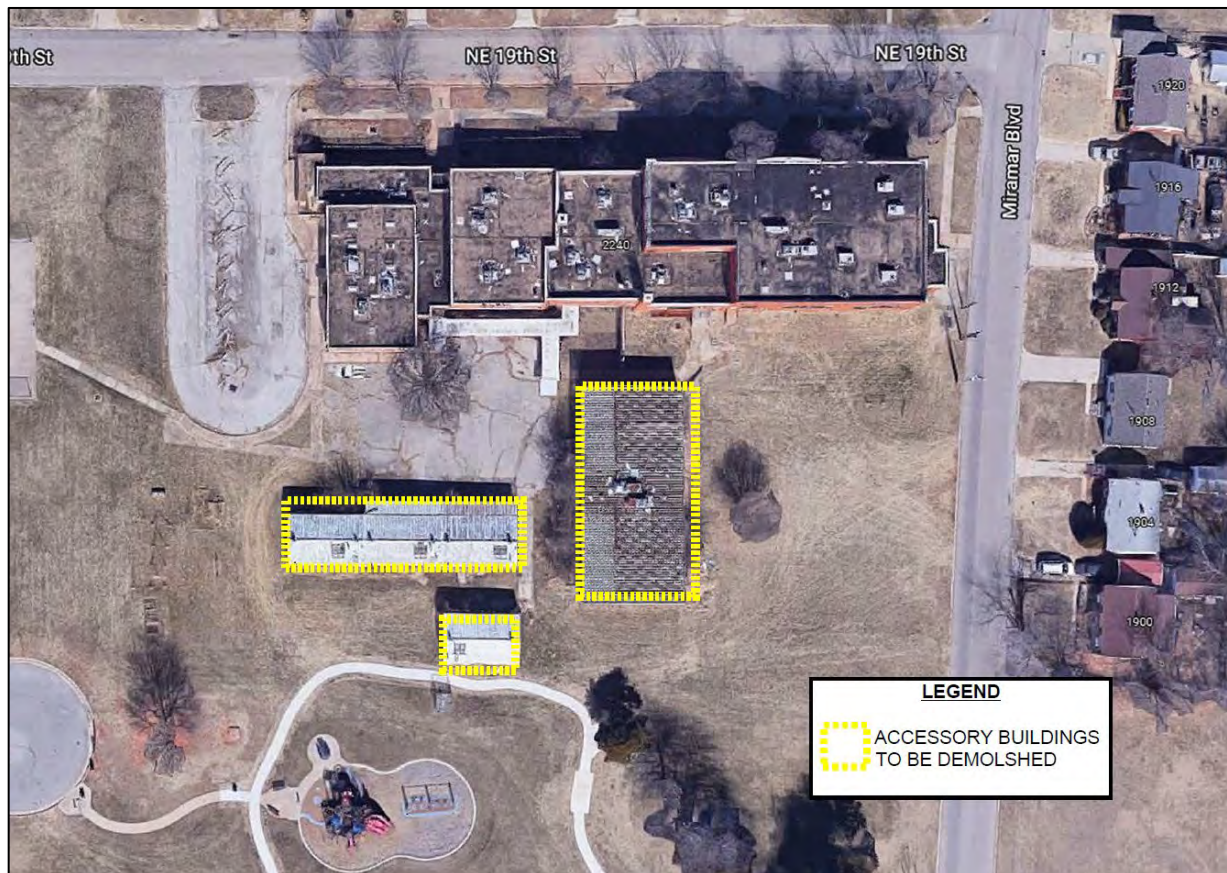 9th St
NE 19th St
NE 19th St
Miramar Blvd
1920
1916
2240
1912
1908
1904
1900
LEGEND
ACCESSORY BUILDINGS
TO BE DEMOLSHED